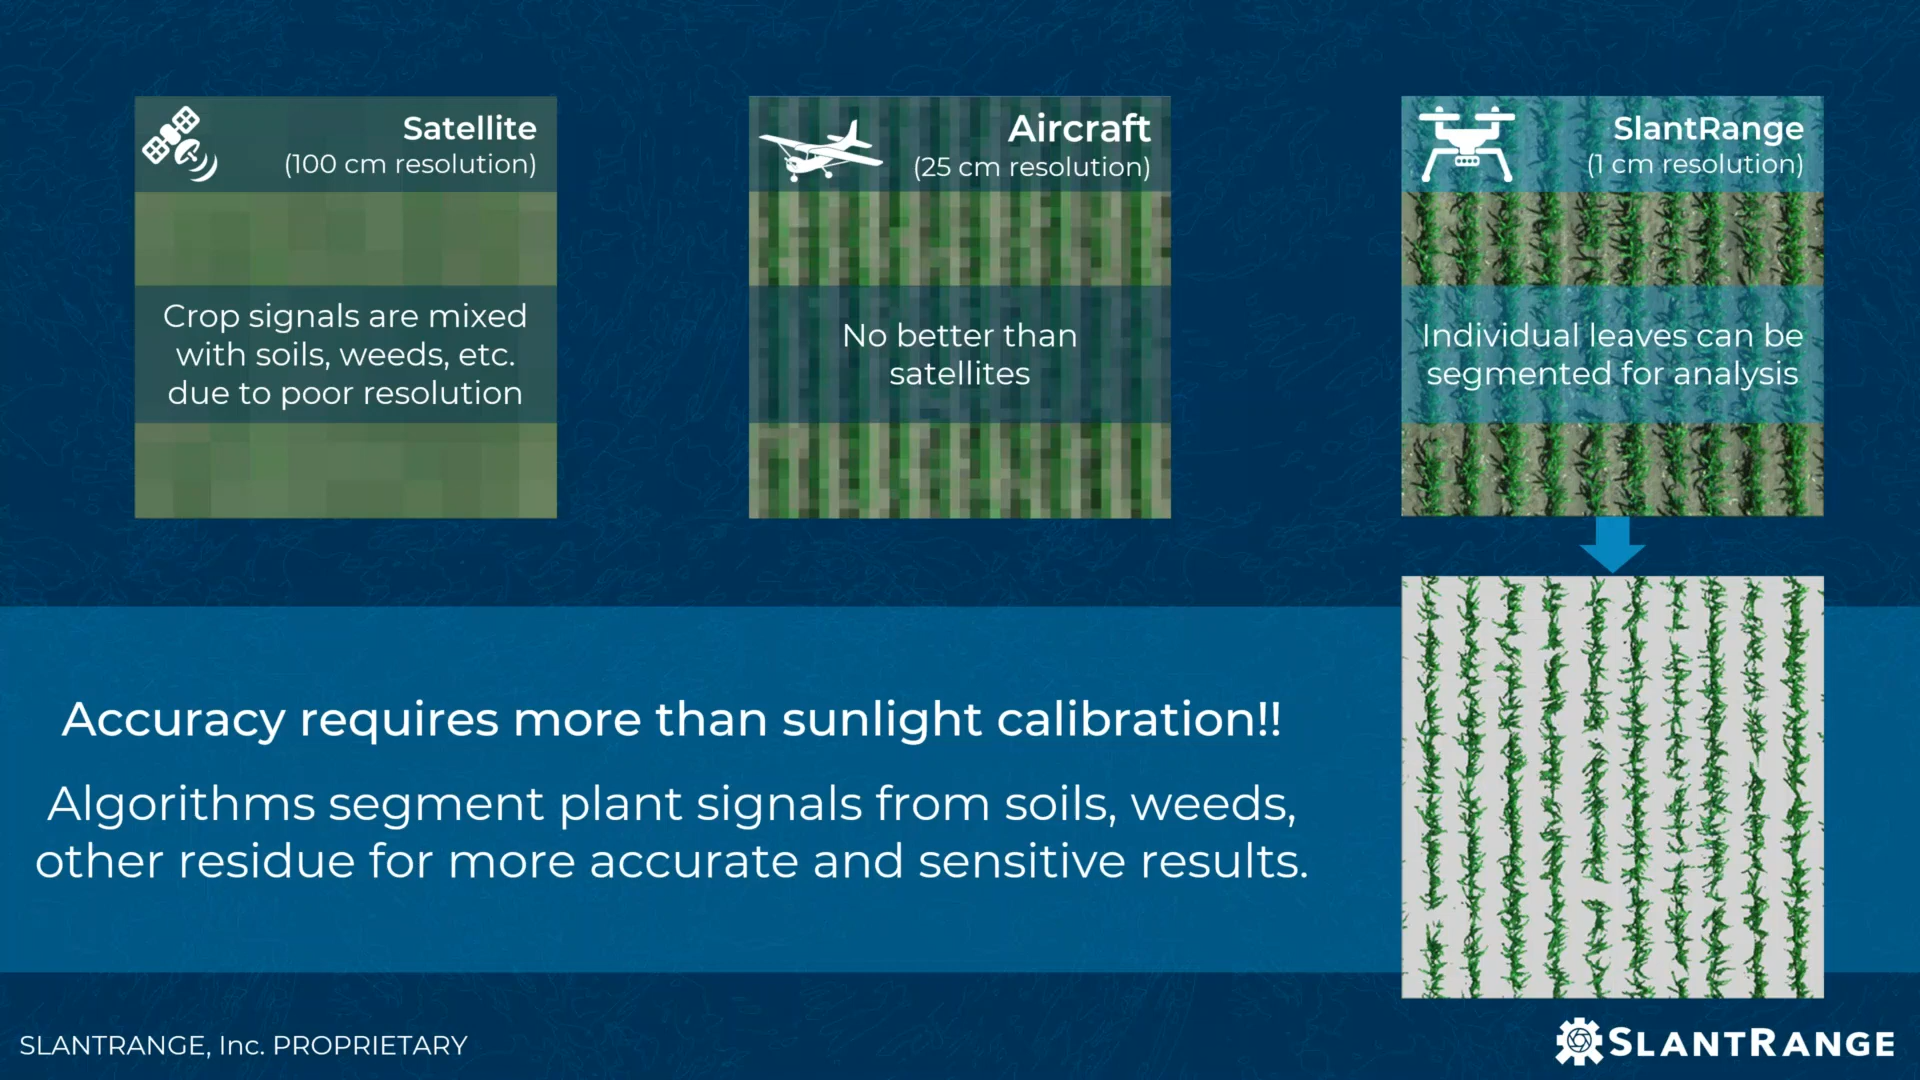 Satellite
(100 cm resolution)
Crop signals are mixed
with soils, weeds, etc.
due to poor resolution
Aircraft
(25 cm resolution)
No better than
satellites
SlantRange
(1 cm resolution)
Individual leaves can be
segmented for analysis
Accuracy requires more than sunlight calibration!!
Algorithms segment plant signals from soils, weeds,
other residue for more accurate and sensitive results.
SLANTRANGE, Inc. PROPRIETARY
SLANTRANGE